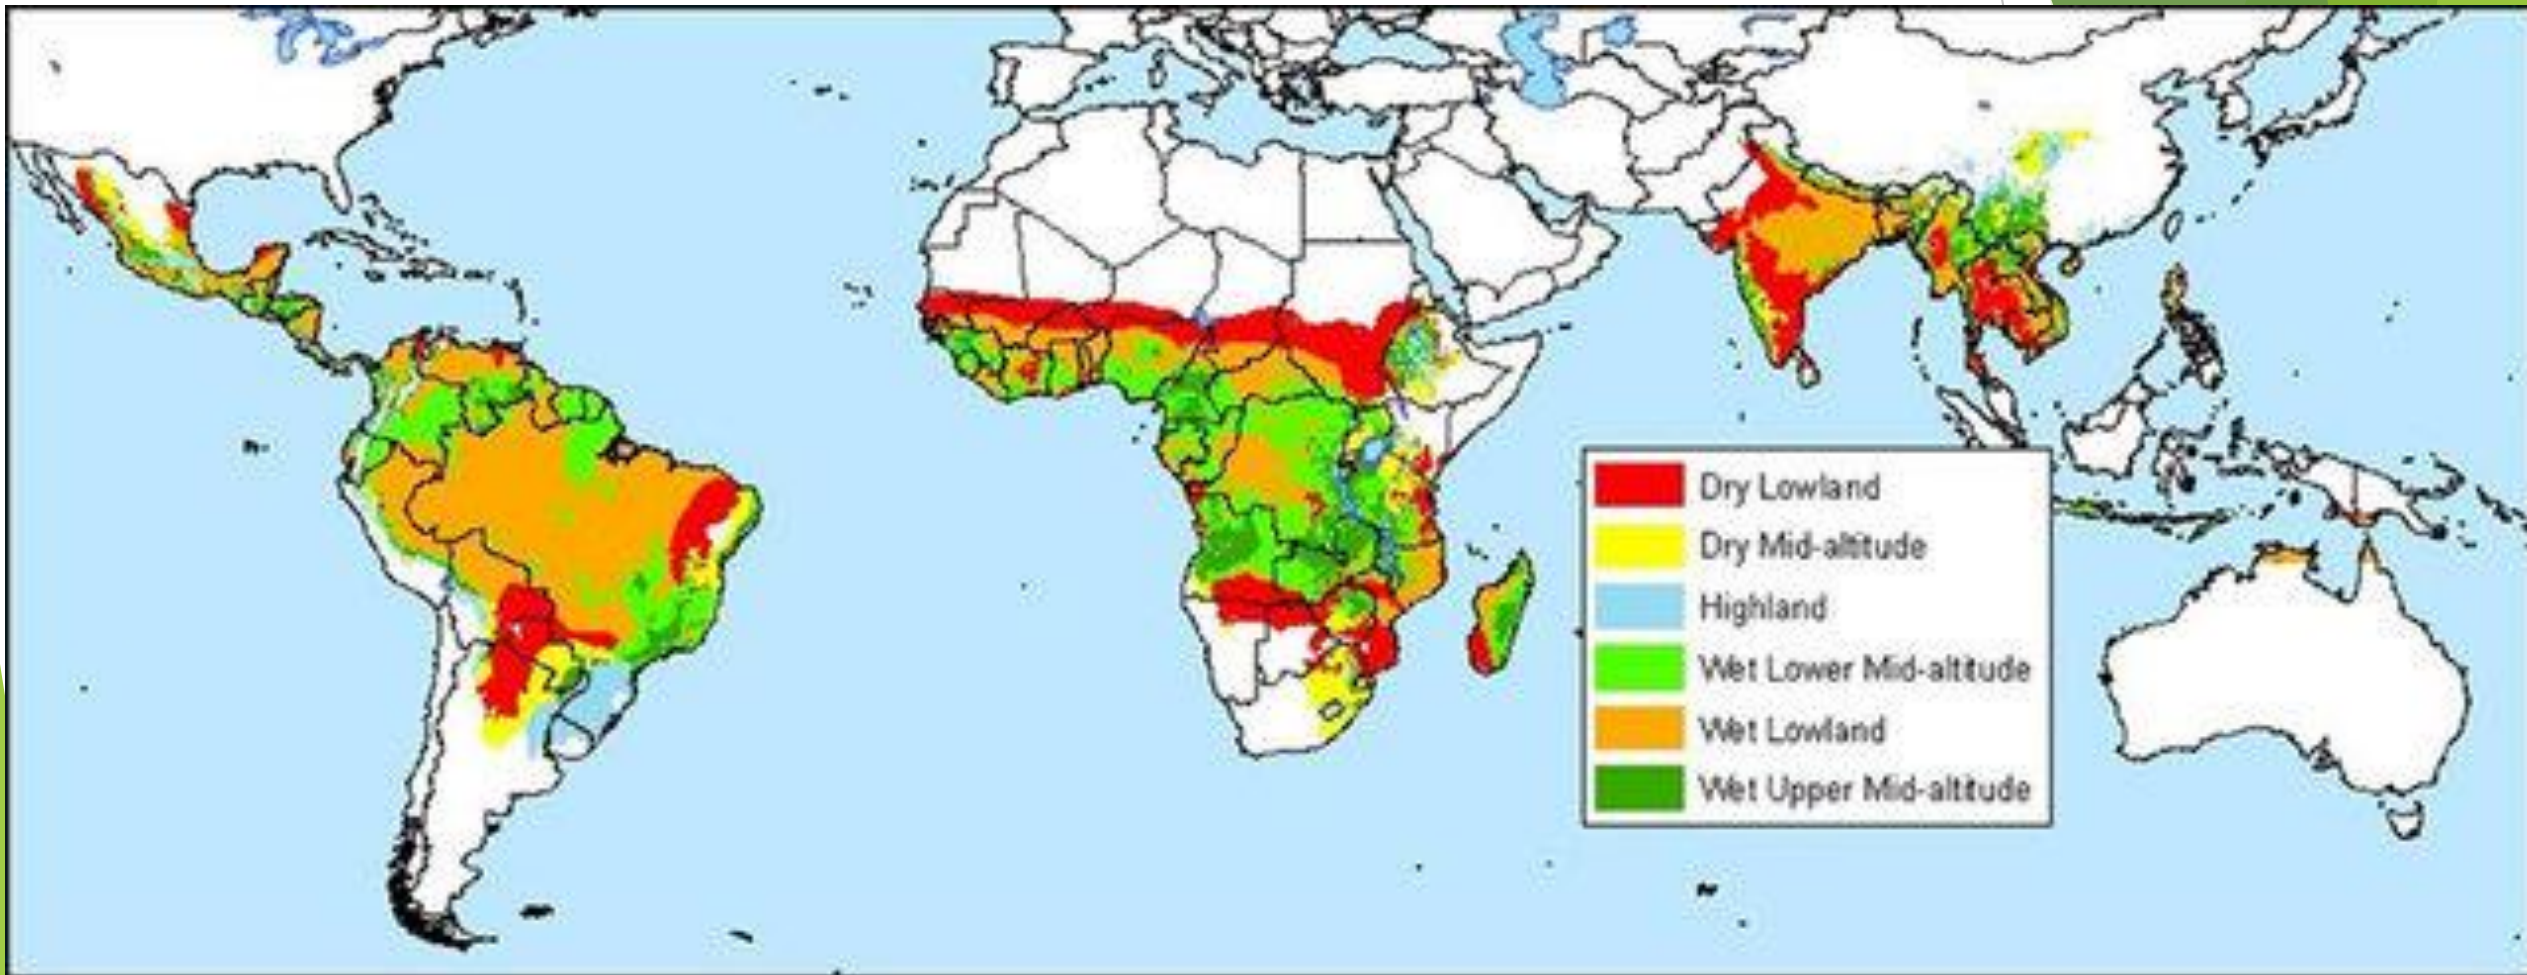 Dry Lowland
Dry Mid-altitude
Highland
Wet Lower Mid-altitude
Wet Lowland
Wet Upper Mid-altitude